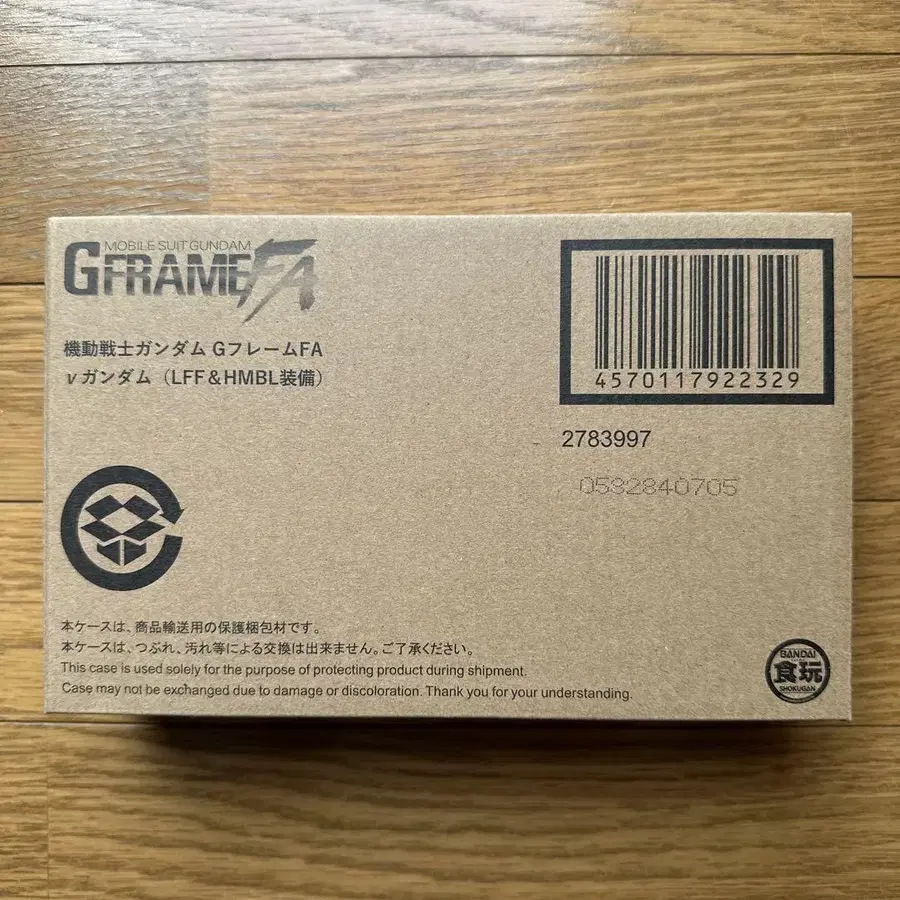 MOBILE SUIT GUNDAM
GFRAME FA
機動戦士ガンダム GフレームFA
νガンダム（LFF＆HMBL装備）
4570117922329
2783997
0582840705
本ケースは、商品輸送用の保護梱包材です。
本ケースは、つぶれ、汚れ等による交換は出来ません。ご了承ください。
This case is used solely for the purpose of protecting product during shipment.
Case may not be exchanged due to damage or discoloration. Thank you for your understanding.
BANDAI
食玩
SHOKUGAN